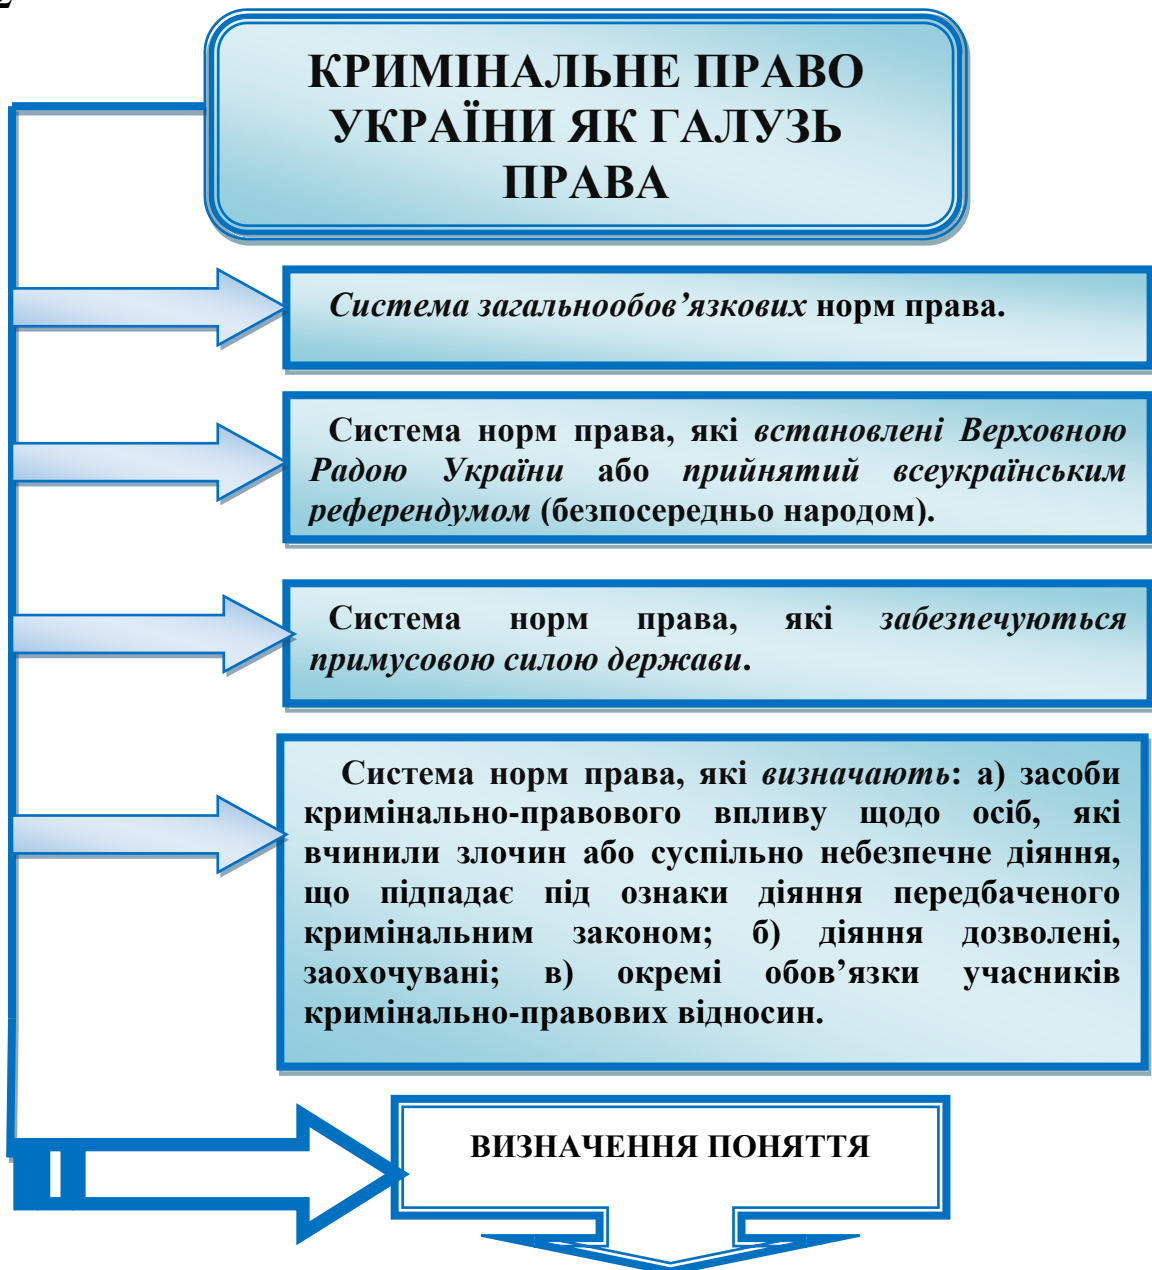 КРИМІНАЛЬНЕ ПРАВО
УКРАЇНИ ЯК ГАЛУЗЬ
ПРАВА
Система загальнообов’язкових норм права.
Система норм права, які встановлені Верховною
Радою України або прийнятий всеукраїнським
референдумом (безпосередньо народом).
Система норм права, які забезпечуються
примусовою силою держави.
Система норм права, які визначають: а) засоби
кримінально-правового впливу щодо осіб, які
вчинили злочин або суспільно небезпечне діяння,
що підпадає під ознаки діяння передбаченого
кримінальним законом; б) діяння дозволені,
заохочувані; в) окремі обов’язки учасників
кримінально-правових відносин.
ВИЗНАЧЕННЯ ПОНЯТТЯ